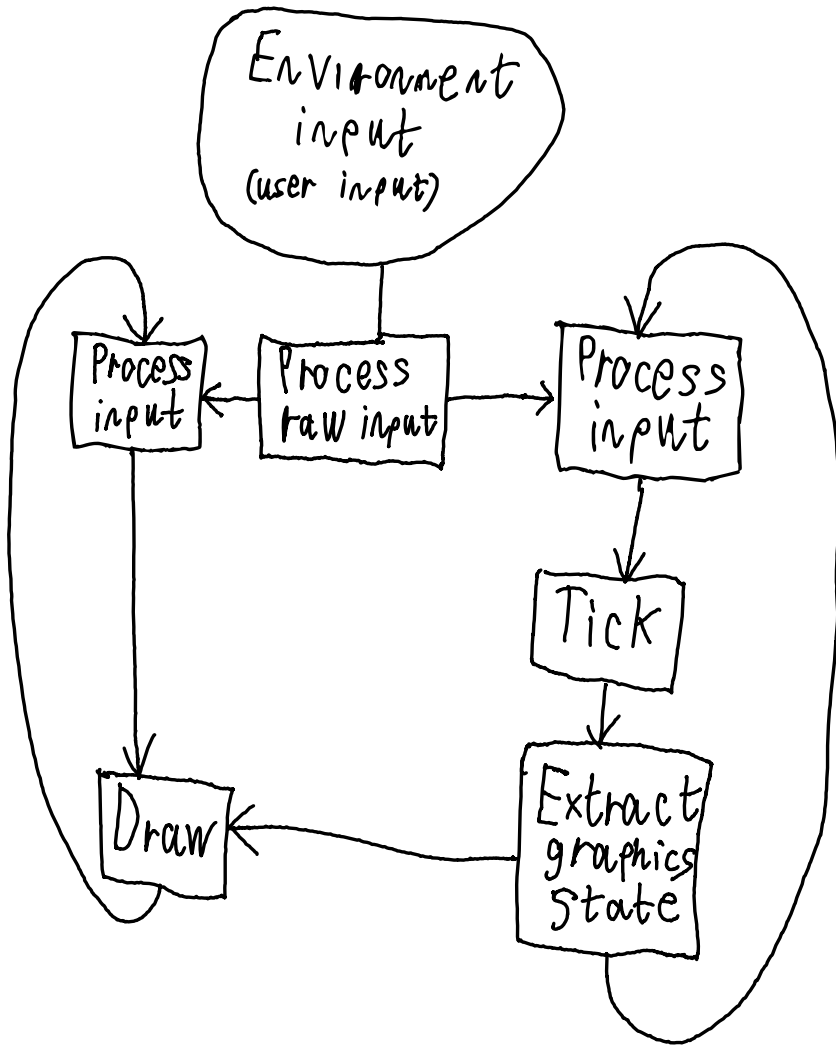 Environment
input
(user input)
Process
input
Process
raw input
Process
input
Tick
Draw
Extract
graphics
state